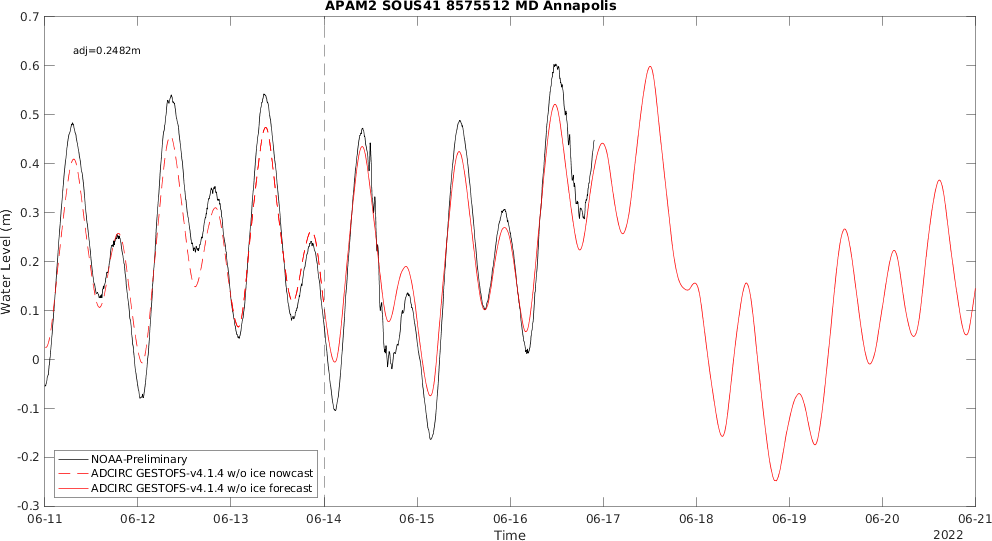 APAM2 SOUS41 8575512 MD Annapolis
adj=0.2482m
0.7
0.6
0.5
0.4
0.3
0.2
0.1
0
-0.1
-0.2
-0.3
Water Level (m)
NOAA-Preliminary
ADCIRC GESTOFS-v4.1.4 w/o ice nowcast
ADCIRC GESTOFS-v4.1.4 w/o ice forecast
06-11 06-12 06-13 06-14 06-15 06-16 06-17 06-18 06-19 06-20 06-21
Time
2022